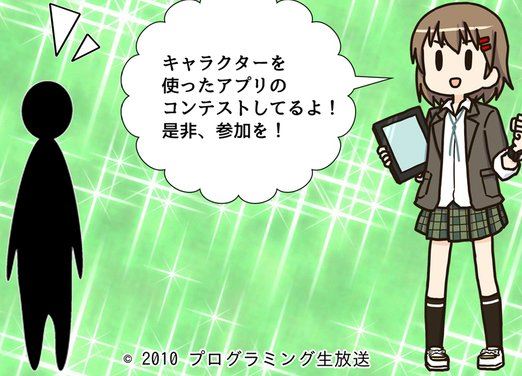 キャラクターを
使ったアプリの
コンテストしてるよ！
是非、参加を！
© 2010 プログラミング生放送